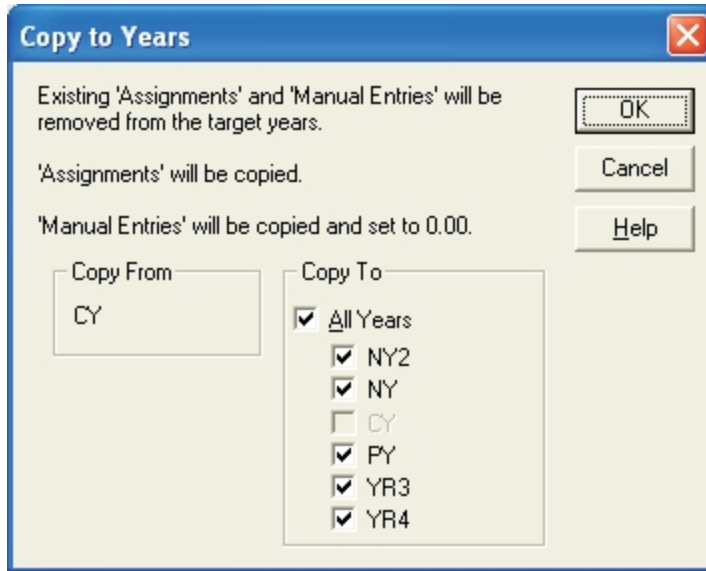 Copy to Years
Existing 'Assignments' and 'Manual Entries' will be
removed from the target years.
'Assignments' will be copied.
'Manual Entries' will be copied and set to 0.00.
OK
Cancel
Help
Copy From
CY
Copy To
All Years
NY2
NY
CY
PY
YR3
YR4